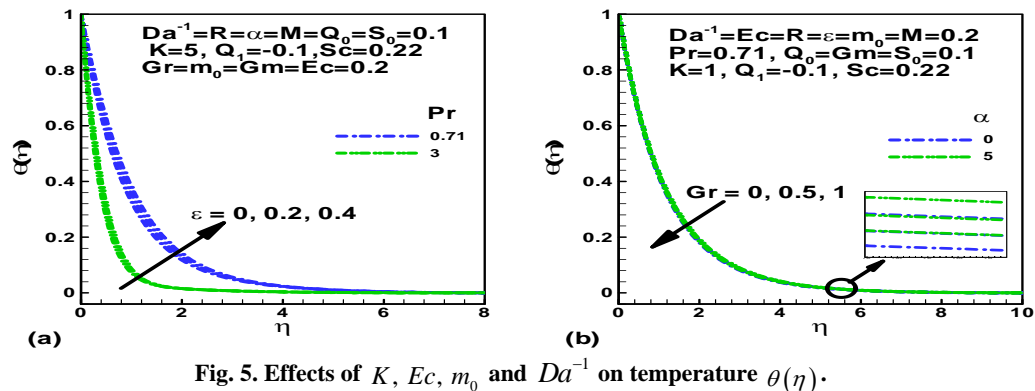 Da⁻¹=R=α=M=Q₀=S₀=0.1
K=5, Q₁=-0.1,Sc=0.22
Gr=m₀=Gm=Ec=0.2
Pr
0.71
3
ε = 0, 0.2, 0.4
θ(η)
1
0.8
0.6
0.4
0.2
0
0 2 4 6 8
η
(a)
Da⁻¹=Ec=R=ε=m₀=M=0.2
Pr=0.71, Q₀=Gm=S₀=0.1
K=1, Q₁=-0.1, Sc=0.22
α
0
5
Gr = 0, 0.5, 1
θ(η)
1
0.8
0.6
0.4
0.2
0
0 2 4 6 8 10
η
(b)
Fig. 5. Effects of K, Ec, m₀ and Da⁻¹ on temperature θ(η).